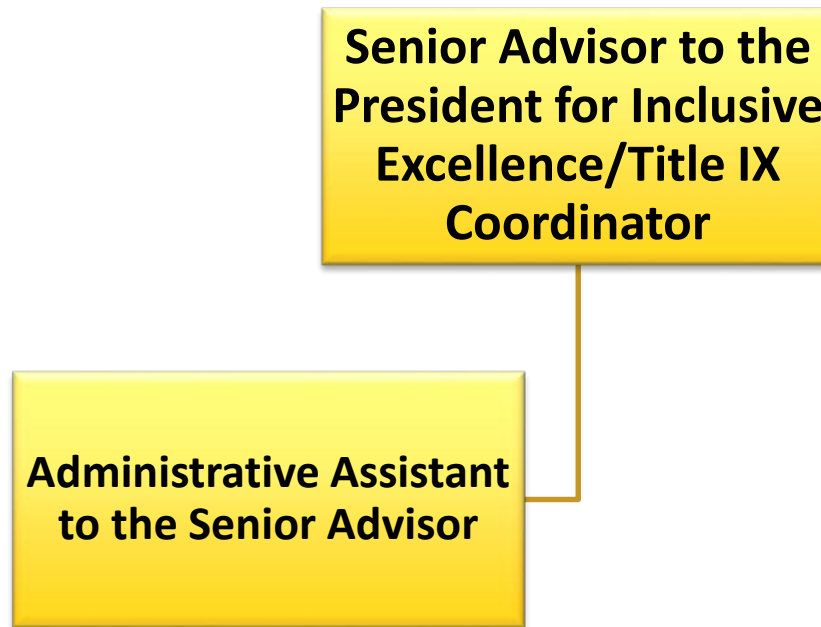 Senior Advisor to the
President for Inclusive
Excellence/Title IX
Coordinator
Administrative Assistant
to the Senior Advisor